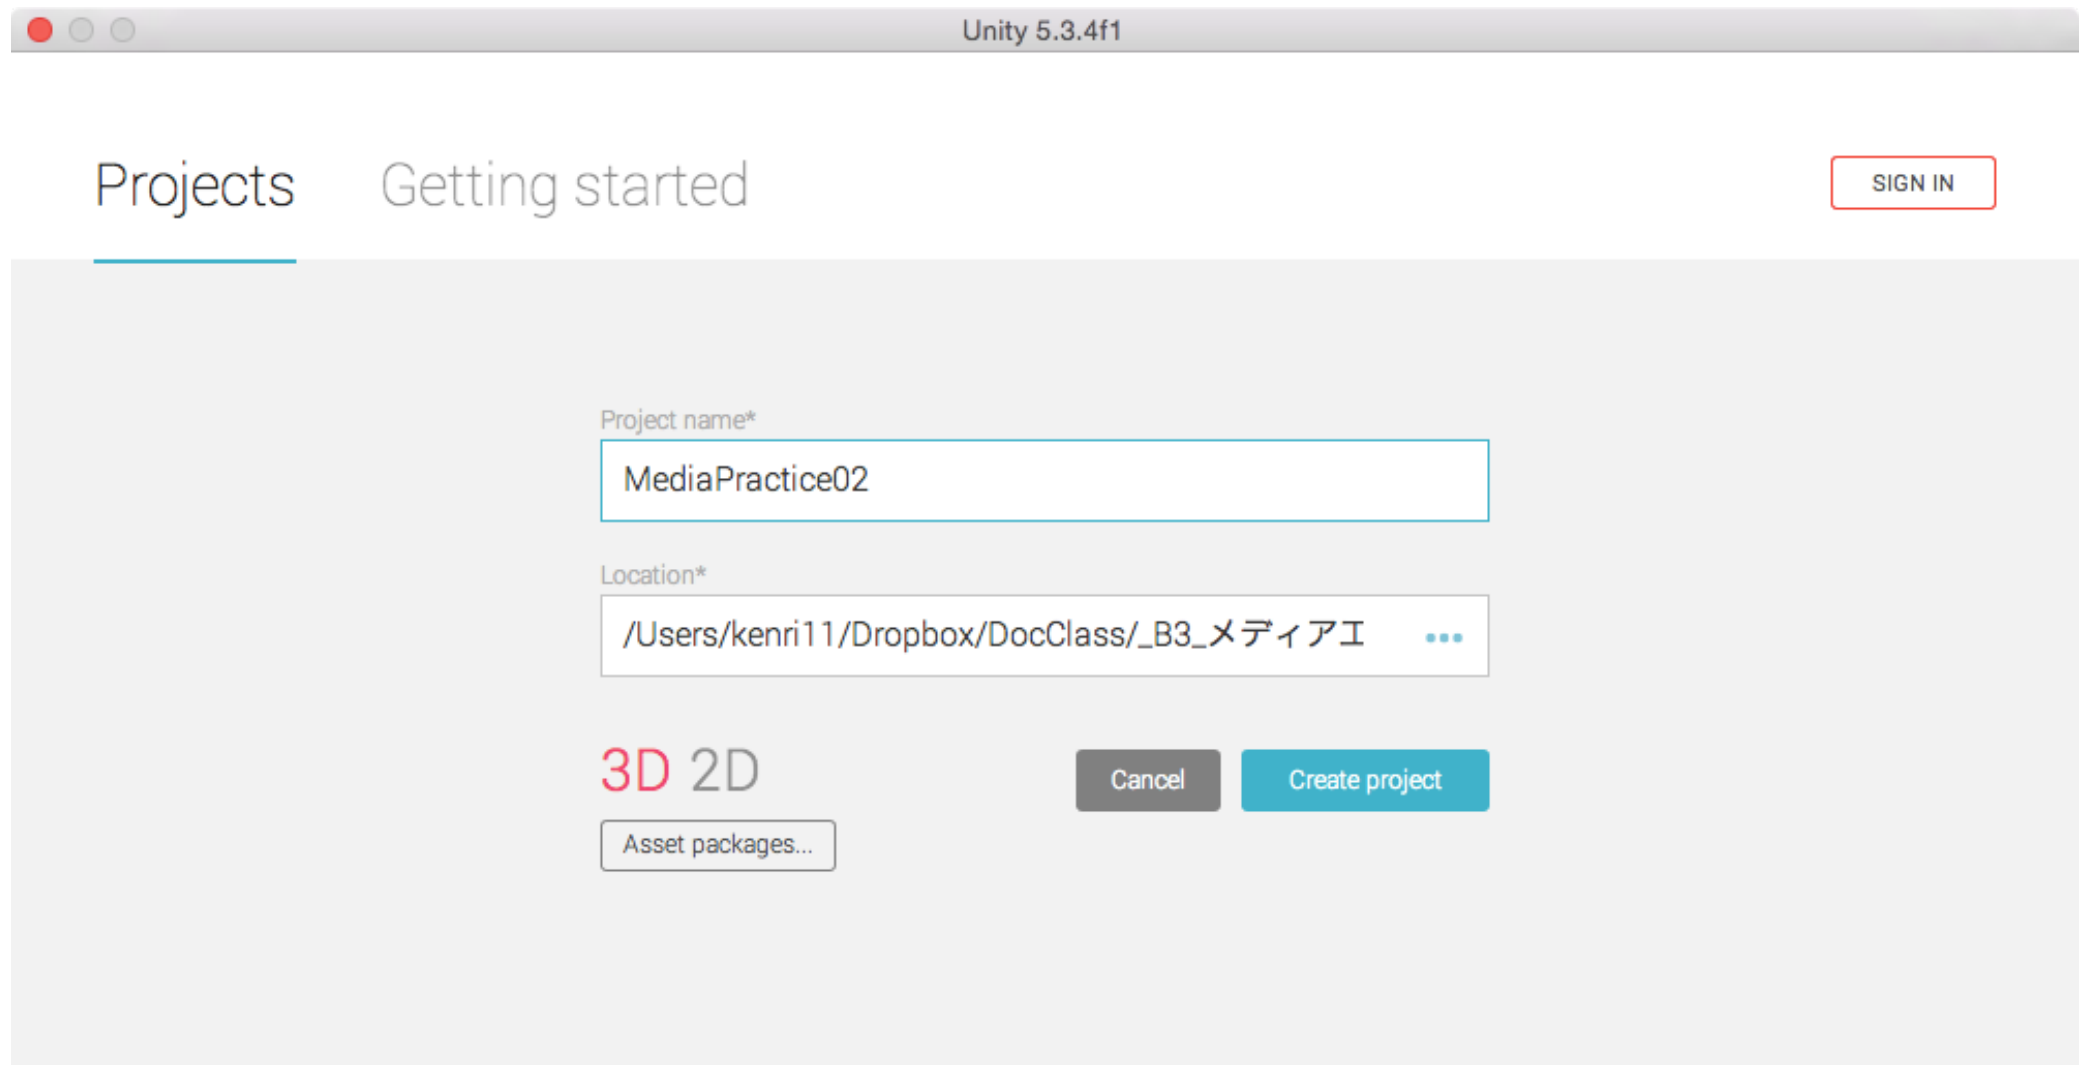 Unity 5.3.4f1
Projects Getting started SIGN IN
Project name*
MediaPractice02
Location*
/Users/kenri11/Dropbox/DocClass/_B3_メディアエ
3D 2D Cancel Create project
Asset packages...